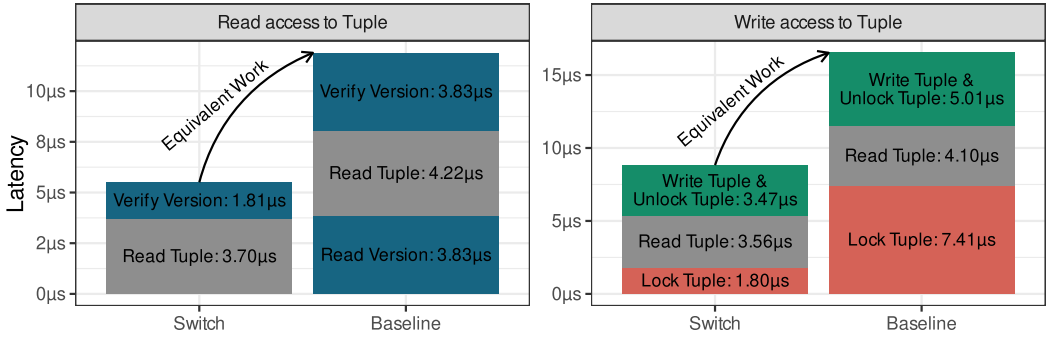 Read access to Tuple
Write access to Tuple
Latency
10µs
8µs
5µs
2µs
0µs
Equivalent Work
Verify Version: 1.81µs
Read Tuple: 3.70µs
Verify Version: 3.83µs
Read Tuple: 4.22µs
Read Version: 3.83µs
Switch
Baseline
15µs
10µs
5µs
0µs
Equivalent Work
Write Tuple &
Unlock Tuple: 3.47µs
Read Tuple: 3.56µs
Lock Tuple: 1.80µs
Write Tuple &
Unlock Tuple: 5.01µs
Read Tuple: 4.10µs
Lock Tuple: 7.41µs
Switch
Baseline